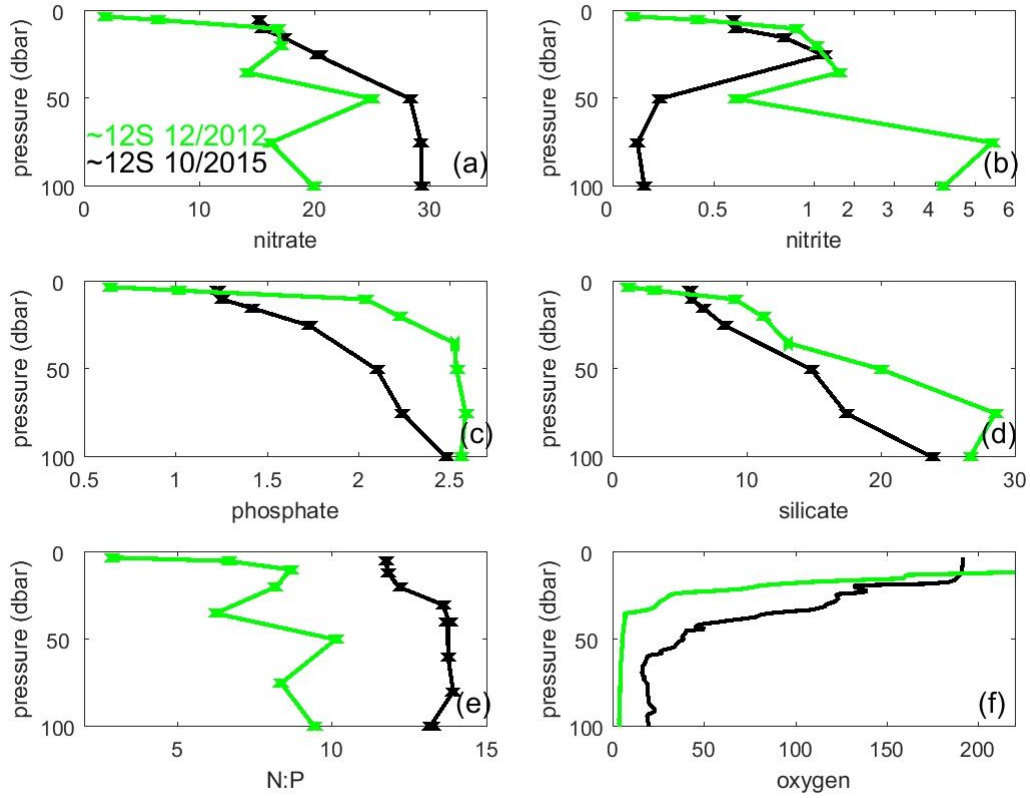 0
50
100
pressure (dbar)
0 10 20 30
nitrate
~12S 12/2012
~12S 10/2015
(a)
0
50
100
pressure (dbar)
0 0.5 1 2 3 4 5 6
nitrite
(b)
0
50
100
pressure (dbar)
0.5 1 1.5 2 2.5
phosphate
(c)
0
50
100
pressure (dbar)
0 10 20 30
silicate
(d)
0
50
100
pressure (dbar)
5 10 15
N:P
(e)
0
50
100
pressure (dbar)
0 50 100 150 200
oxygen
(f)